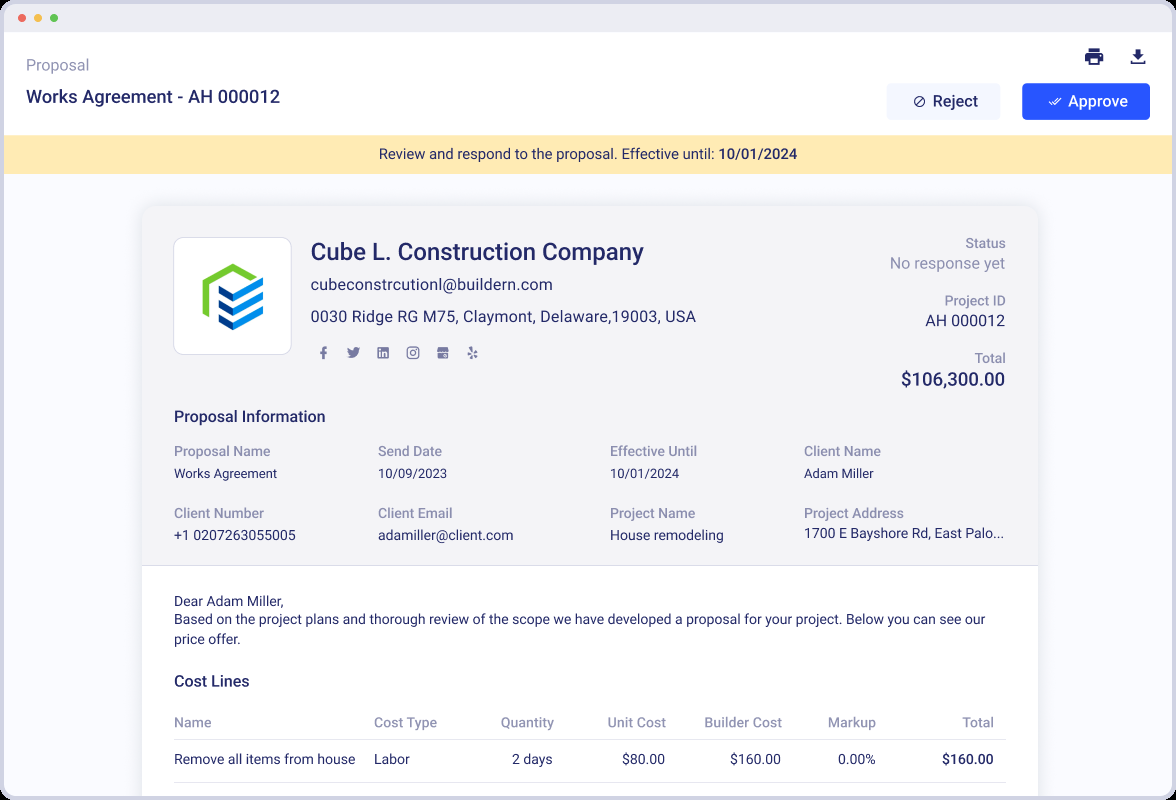 Proposal
Works Agreement - AH 000012
Reject
Approve
Review and respond to the proposal. Effective until: 10/01/2024
Cube L. Construction Company
cubeconstrcutionl@buildern.com
0030 Ridge RG M75, Claymont, Delaware,19003, USA
Status
No response yet
Project ID
AH 000012
Total
$106,300.00
Proposal Information
Proposal Name Send Date Effective Until Client Name
Works Agreement 10/09/2023 10/01/2024 Adam Miller
Client Number Client Email Project Name Project Address
+1 0207263055005 adamiller@client.com House remodeling 1700 E Bayshore Rd, East Palo...
Dear Adam Miller,
Based on the project plans and thorough review of the scope we have developed a proposal for your project. Below you can see our
price offer.
Cost Lines
Name Cost Type Quantity Unit Cost Builder Cost Markup Total
Remove all items from house Labor 2 days $80.00 $160.00 0.00% $160.00